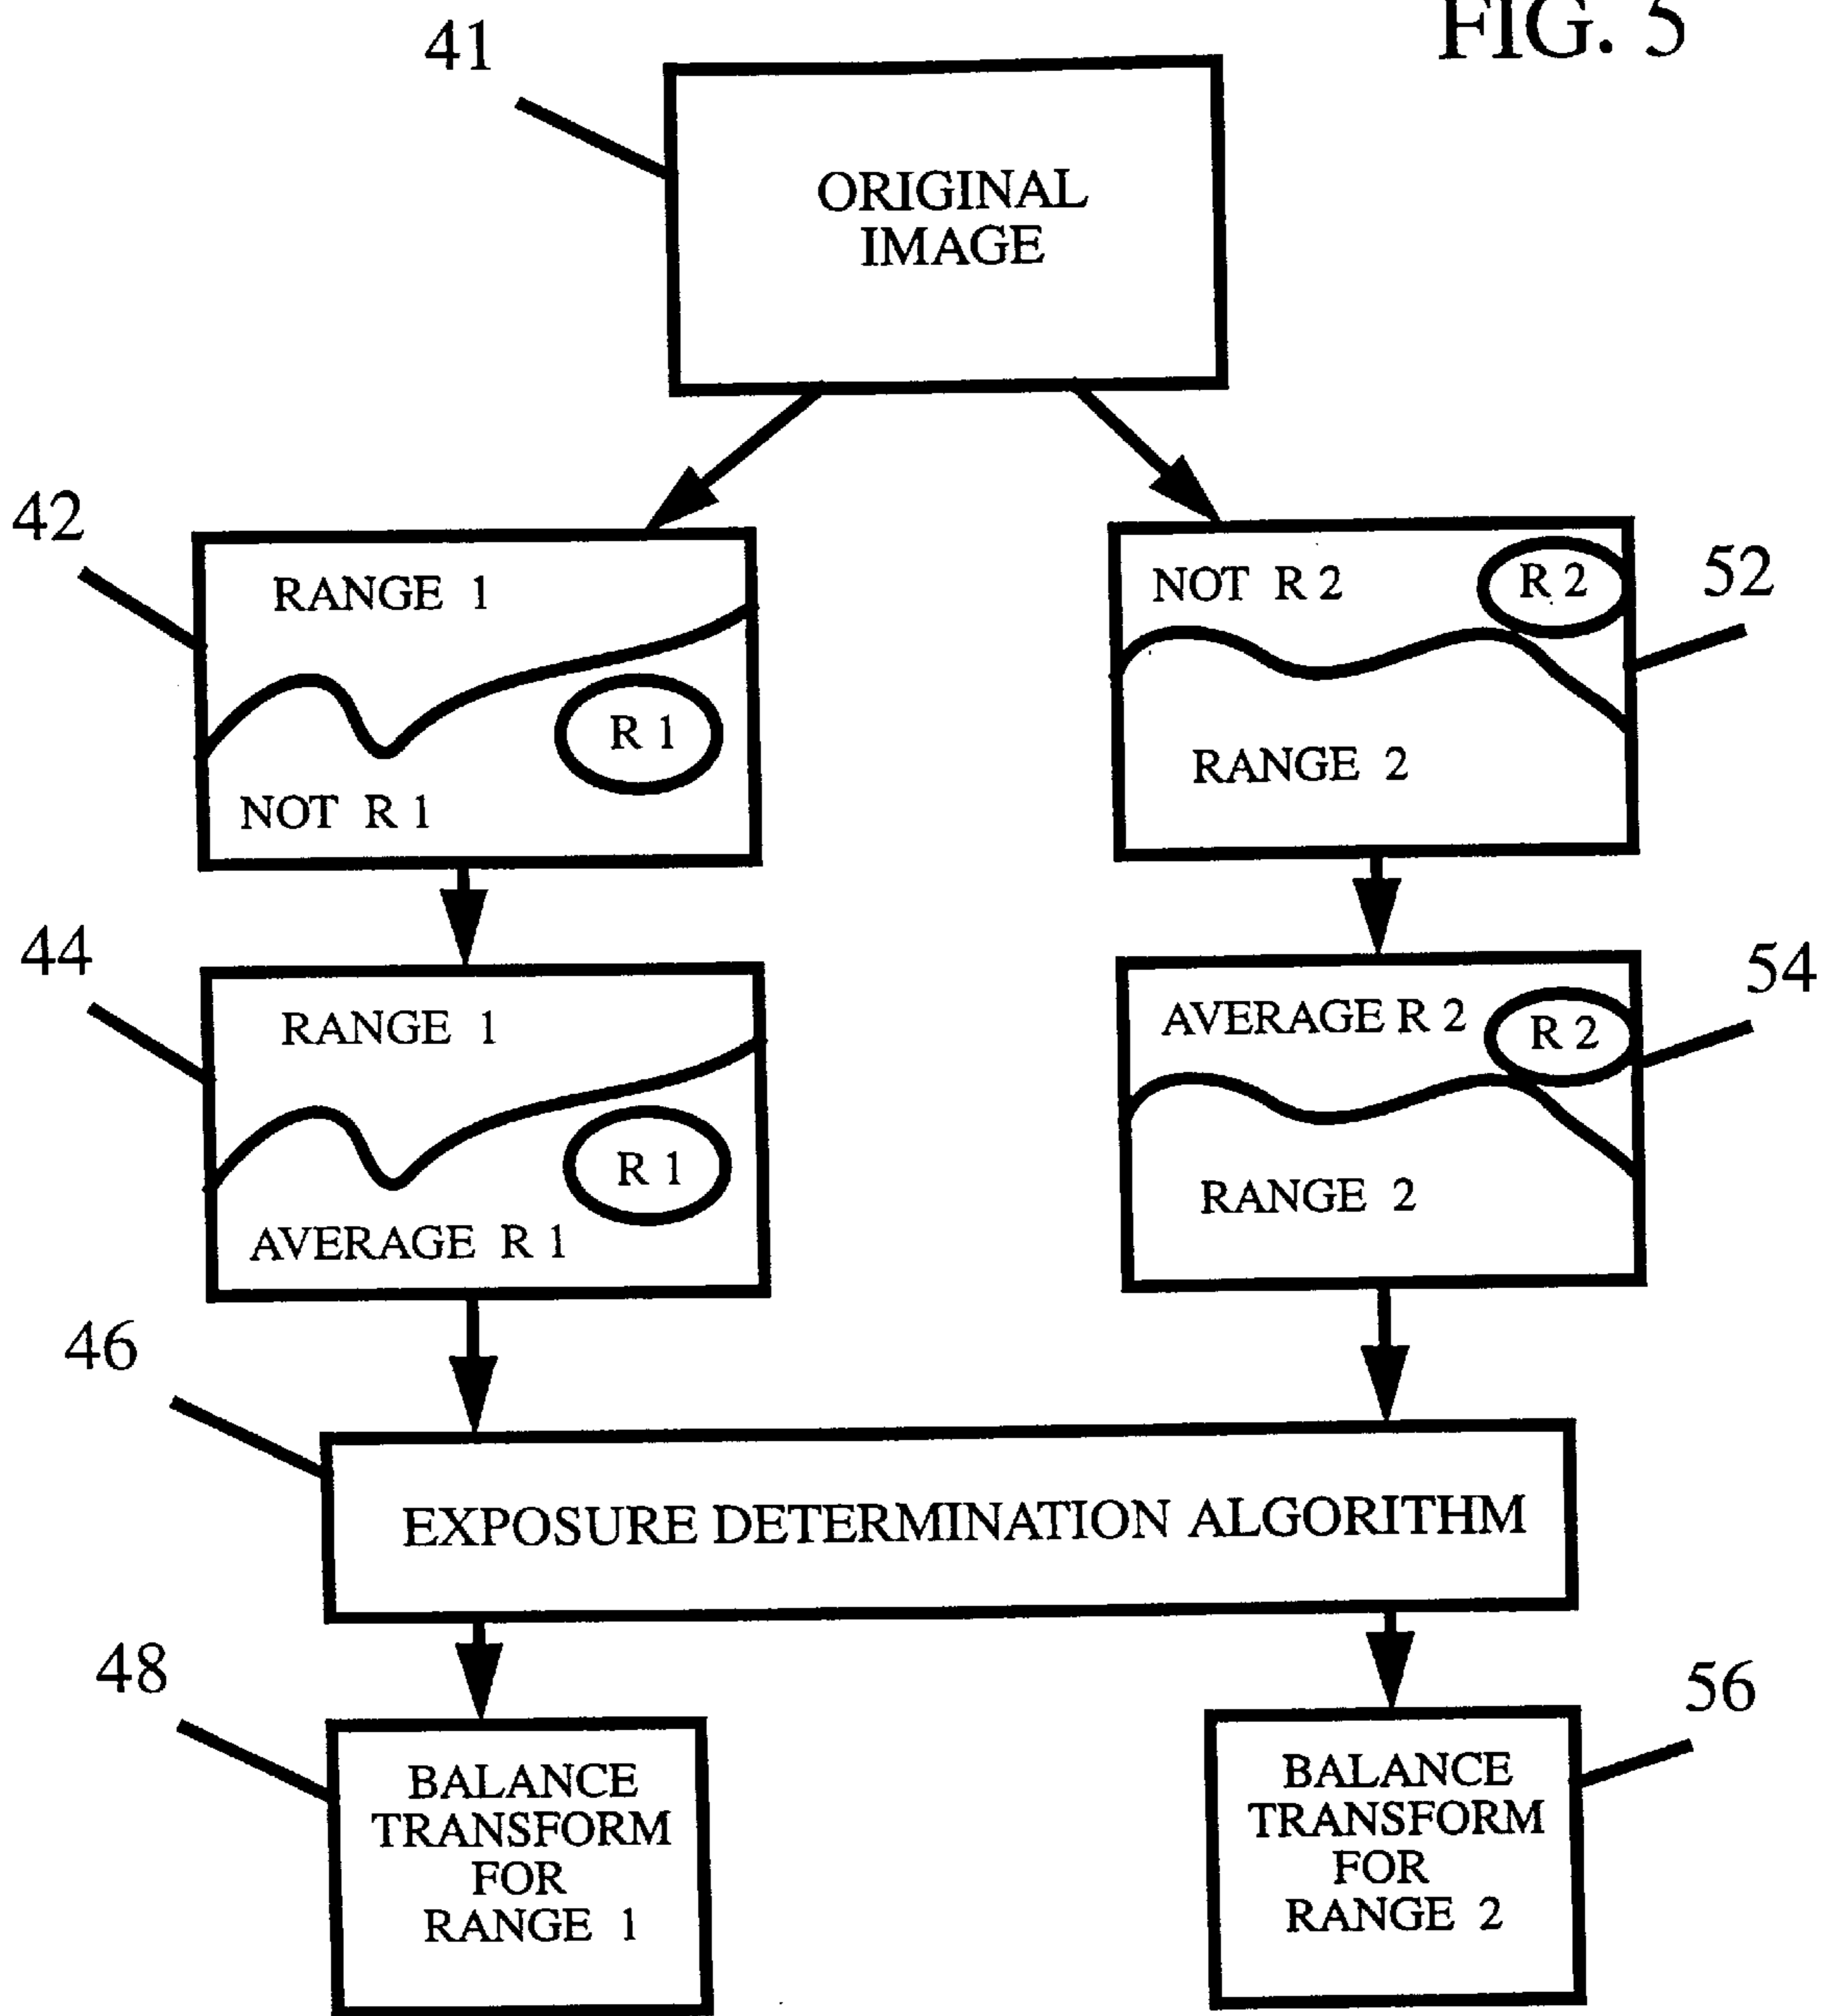 FIG. 5
41
ORIGINAL
IMAGE
42
RANGE 1
R 1
NOT R 1
NOT R 2
R 2
52
RANGE 2
44
RANGE 1
R 1
AVERAGE R 1
AVERAGE R 2
R 2
54
RANGE 2
46
EXPOSURE DETERMINATION ALGORITHM
48
BALANCE
TRANSFORM
FOR
RANGE 1
56
BALANCE
TRANSFORM
FOR
RANGE 2